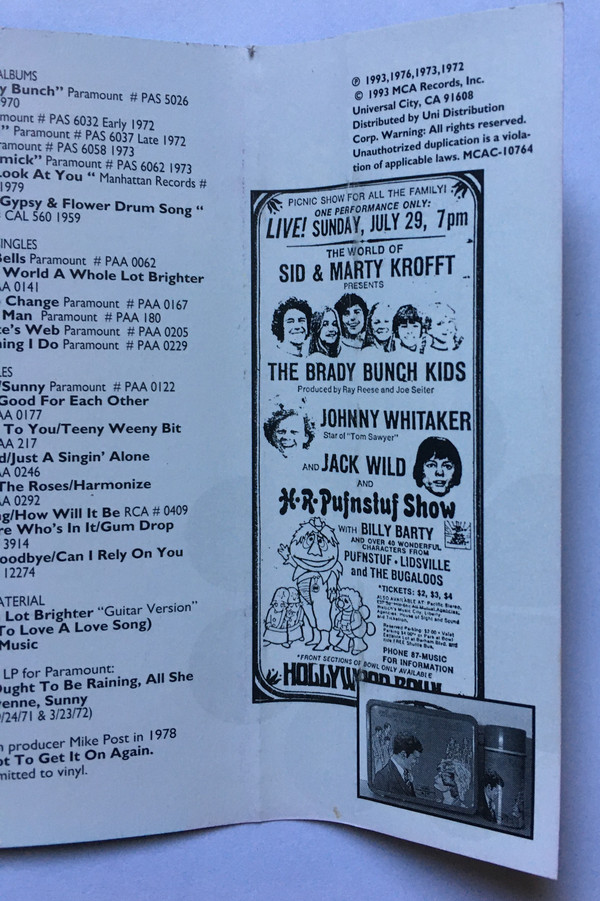 ALBUMS
y Bunch” Paramount # PAS 5026
970
mount # PAS 6032 Early 1972
” Paramount # PAS 6037 Late 1972
ramount # PAS 6058 1973
mick” Paramount # PAS 6062 1973
Look At You “ Manhattan Records #
1979
Gypsy & Flower Drum Song “
CAL 560 1959
INGLES
Bells Paramount # PAA 0062
World A Whole Lot Brighter
AA 0141
Change Paramount # PAA 0167
Man Paramount # PAA 180
te's Web Paramount # PAA 0205
hing I Do Paramount # PAA 0229
LES
/Sunny Paramount # PAA 0122
Good For Each Other
AA 0177
To You/Teeny Weeny Bit
AA 217
d/Just A Singin' Alone
AA 0246
The Roses/Harmonize
AA 0292
ng/How Will It Be RCA # 0409
re Who's In It/Gum Drop
3914
oodbye/Can I Rely On You
12274
ATERIAL
Lot Brighter “Guitar Version”
To Love A Love Song)
Music
LP for Paramount:
Ought To Be Raining, All She
yenne, Sunny
/24/71 & 3/23/72)
n producer Mike Post in 1978
ot To Get It On Again.
mitted to vinyl.
℗ 1993,1976,1973,1972
© 1993 MCA Records, Inc.
Universal City, CA 91608
Distributed by Uni Distribution
Corp. Warning: All rights reserved.
Unauthotrized duplication is a viola-
tion of applicable laws. MCAC-10764
PICNIC SHOW FOR ALL THE FAMILY!
ONE PERFORMANCE ONLY:
LIVE! SUNDAY, JULY 29, 7pm
THE WORLD OF
SID & MARTY KROFFT
PRESENTS
THE BRADY BUNCH KIDS
Produced by Ray Reese and Joe Seiter
JOHNNY WHITAKER
Star of "Tom Sawyer"
AND JACK WILD
AND
H·R·Pufnstuf Show
WITH BILLY BARTY
AND OVER 40 WONDERFUL
CHARACTERS FROM
PUFNSTUF · LIDSVILLE
and THE BUGALOOS
*TICKETS: $2, $3, $4
ALSO AVAILABLE AT: Pacific Stereo,
PHONE 87-MUSIC
FOR INFORMATION
*FRONT SECTIONS OF BOWL ONLY AVAILABLE
HOLLYWOOD BOWL